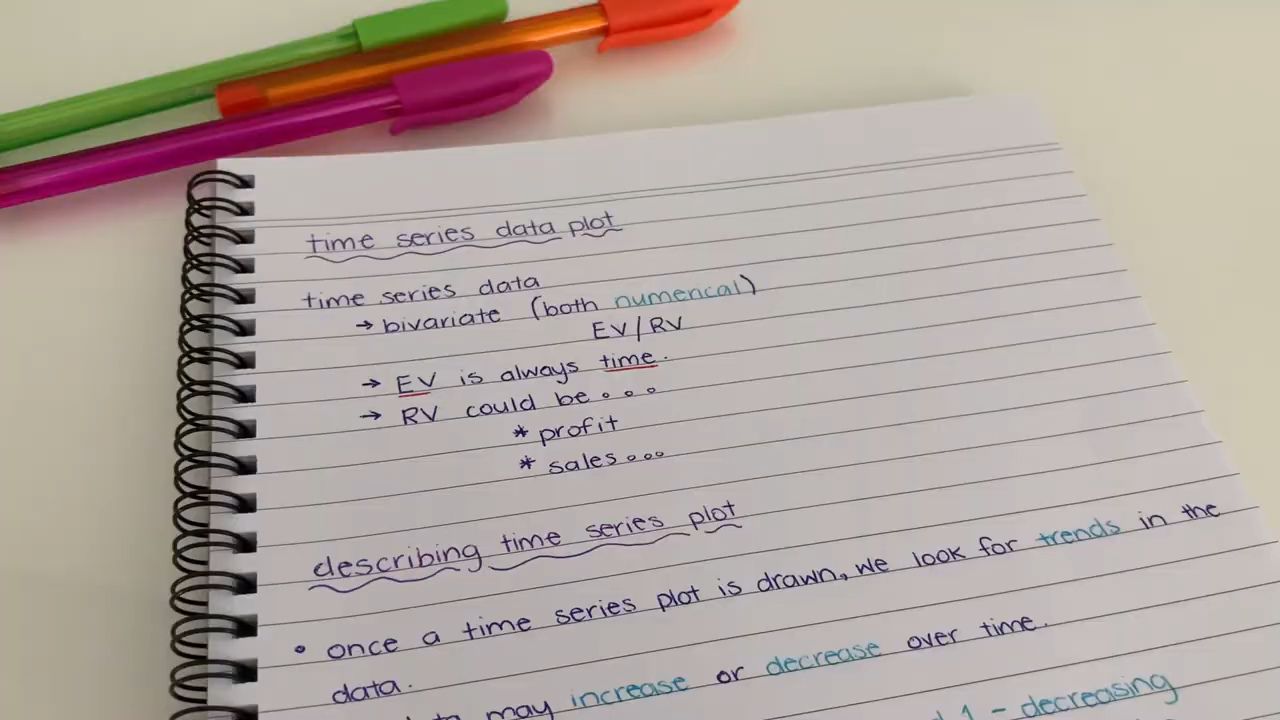 time series data plot
time series data
→ bivariate (both numerical)
EV/RV
→ EV is always time.
→ RV could be...
* profit
* sales...
describing time series plot
• once a time series plot is drawn, we look for trends in the
data.
may increase or decrease over time.
1 - decreasing